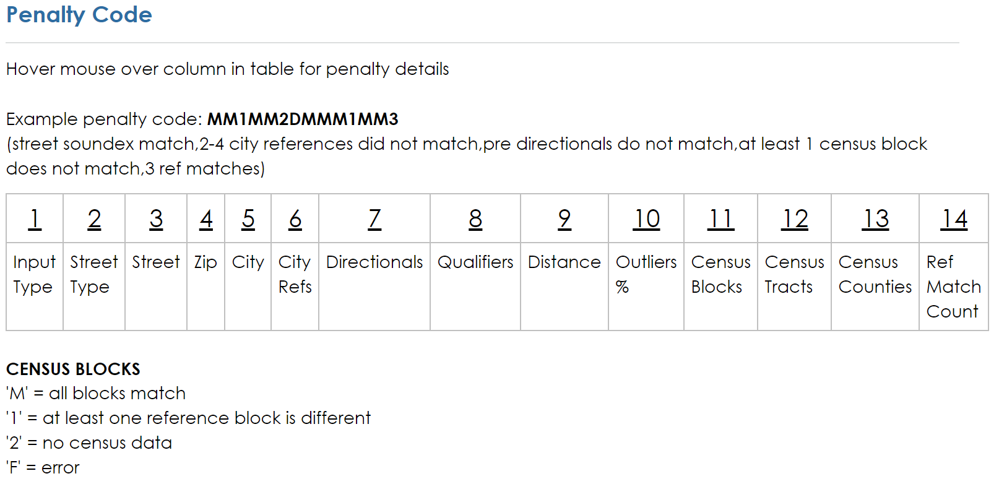 Penalty Code
Hover mouse over column in table for penalty details
Example penalty code: MM1MM2DMMM1MM3
(street soundex match,2-4 city references did not match,pre directionals do not match,at least 1 census block
does not match,3 ref matches)
1 2 3 4 5 6 7 8 9 10 11 12 13 14
Input Street Street Zip City City Directionals Qualifiers Distance Outliers Census Census Census Ref
Type Type Refs % Blocks Tracts Counties Match
Count
CENSUS BLOCKS
'M' = all blocks match
'1' = at least one reference block is different
'2' = no census data
'F' = error